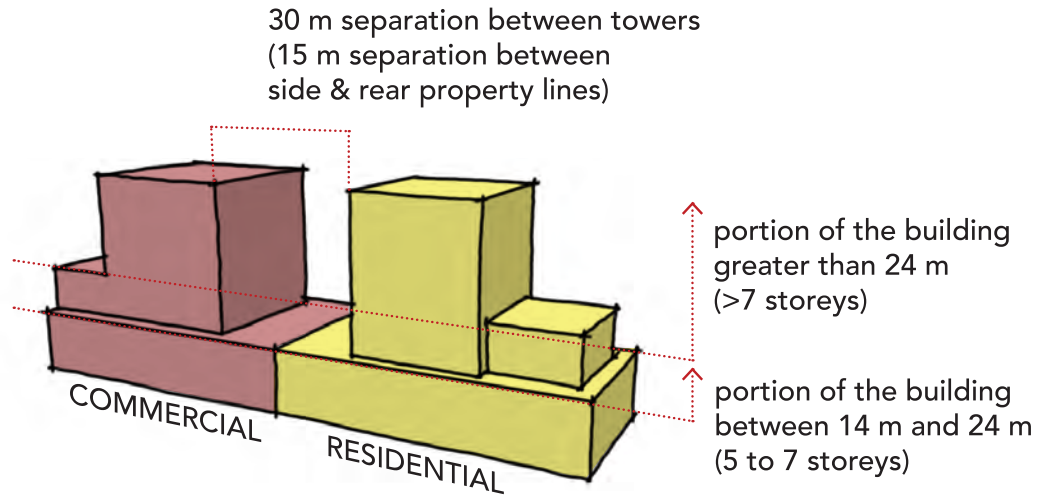 30 m separation between towers
(15 m separation between
side & rear property lines)
portion of the building
greater than 24 m
(>7 storeys)
portion of the building
between 14 m and 24 m
(5 to 7 storeys)
COMMERCIAL
RESIDENTIAL